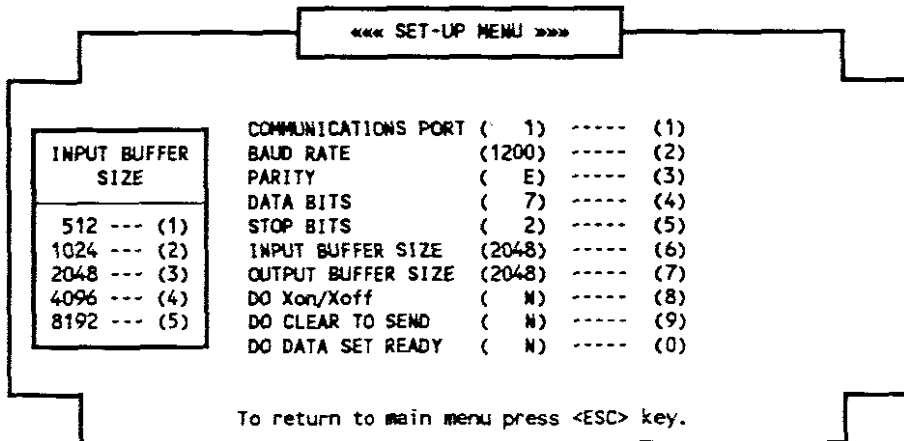 ««« SET-UP MENU »»»
COMMUNICATIONS PORT (   1) ----- (1)
BAUD RATE           (1200) ----- (2)
PARITY              (   E) ----- (3)
DATA BITS           (   7) ----- (4)
STOP BITS           (   2) ----- (5)
INPUT BUFFER SIZE   (2048) ----- (6)
OUTPUT BUFFER SIZE  (2048) ----- (7)
DO Xon/Xoff         (   N) ----- (8)
DO CLEAR TO SEND    (   N) ----- (9)
DO DATA SET READY   (   N) ----- (0)
INPUT BUFFER
SIZE
512 --- (1)
1024 --- (2)
2048 --- (3)
4096 --- (4)
8192 --- (5)
To return to main menu press <ESC> key.